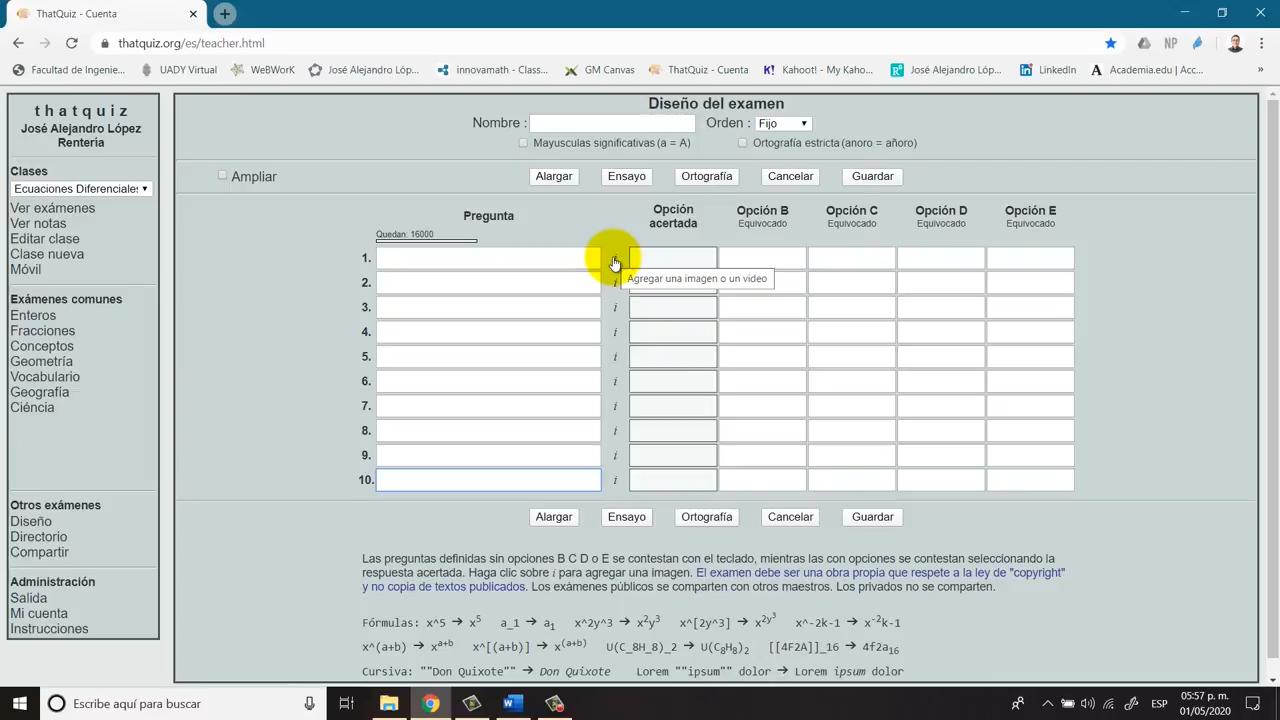 ThatQuiz
thatquiz.org/es/teacher.html
NP
Facultad de Ingenie...
UADY Virtual
WeBWorK
José Alejandro Lóp...
innovamath - Class...
GM Canvas
ThatQuiz - Cuenta
Kahoot! - My Kaho...
José Alejandro Lóp...
LinkedIn
Academia.edu | Acc...
»
thatquiz
José Alejandro López
Renteria
Clases
Ecuaciones Diferenciales
Ver exámenes
Ver notas
Editar clase
Clase nueva
Móvil
Exámenes comunes
Enteros
Fracciones
Conceptos
Geometría
Vocabulario
Geografía
Ciéncia
Otros exámenes
Diseño
Directorio
Compartir
Administración
Salida
Mi cuenta
Instrucciones
Diseño del examen
Nombre :
Orden : Fijo
Mayusculas significativas (a = A)
Ortografía estricta (anoro = añoro)
Ampliar
Alargar
Ensayo
Ortografía
Cancelar
Guardar
Pregunta
Opción acertada
Opción B Equivocado
Opción C Equivocado
Opción D Equivocado
Opción E Equivocado
Quedan: 16000
1.
Agregar una imagen o un video
2. i
3. i
4. i
5. i
6. i
7. i
8. i
9. i
10. i
Alargar
Ensayo
Ortografía
Cancelar
Guardar
Las preguntas definidas sin opciones B C D o E se contestan con el teclado, mientras las con opciones se contestan seleccionando la
respuesta acertada. Haga clic sobre i para agregar una imagen. El examen debe ser una obra propia que respete a la ley de "copyright"
y no copia de textos publicados. Los exámenes públicos se comparten con otros maestros. Los privados no se comparten.
Fórmulas: x^5 → x⁵ a_1 → a₁ x^2y^3 → x²y³ x^[2y^3] → x^2y^3 x^-2k-1 → x⁻²k-1
x^(a+b) → x^a+b x^[(a+b)] → x^(a+b) U(C_8H_8)_2 → U(C₈H₈)₂ [[4F2A]]_16 → 4f2a₁₆
Cursiva: ""Don Quixote"" → Don Quixote Lorem ""ipsum"" dolor → Lorem ipsum dolor
Escribe aquí para buscar
ESP
05:57 p. m.
01/05/2020